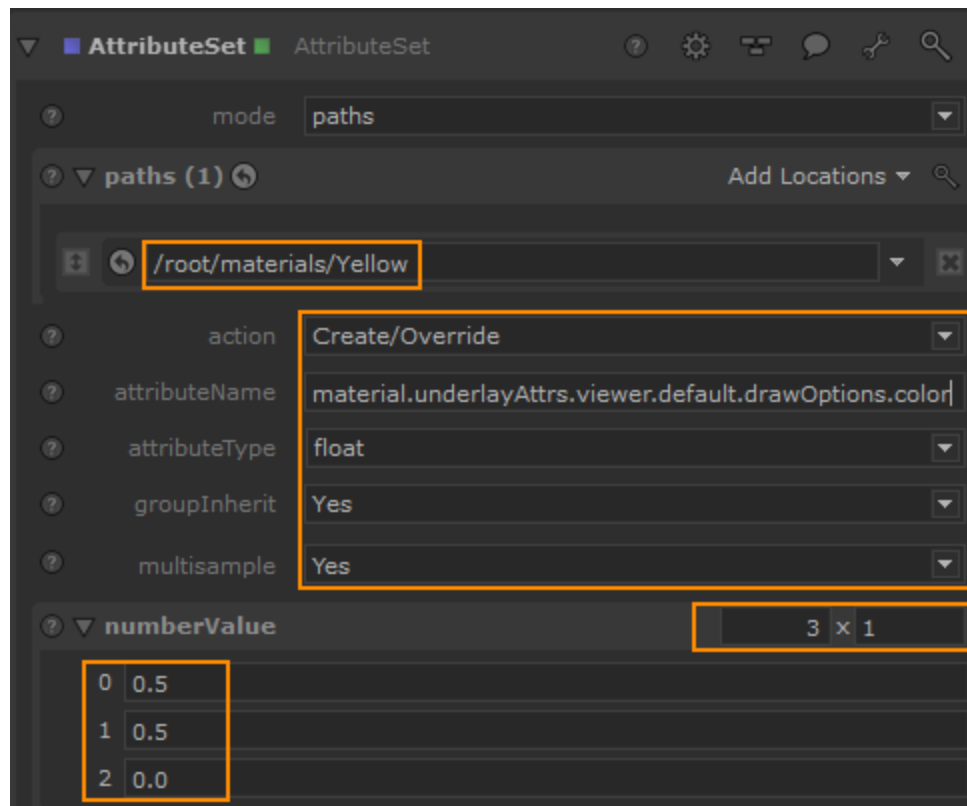 AttributeSet AttributeSet ?
? mode paths
? paths (1) Add Locations
/root/materials/Yellow
? action Create/Override
? attributeName material.underlayAttrs.viewer.default.drawOptions.color
? attributeType float
? groupInherit Yes
? multisample Yes
? numberValue 3 x 1
0 0.5
1 0.5
2 0.0